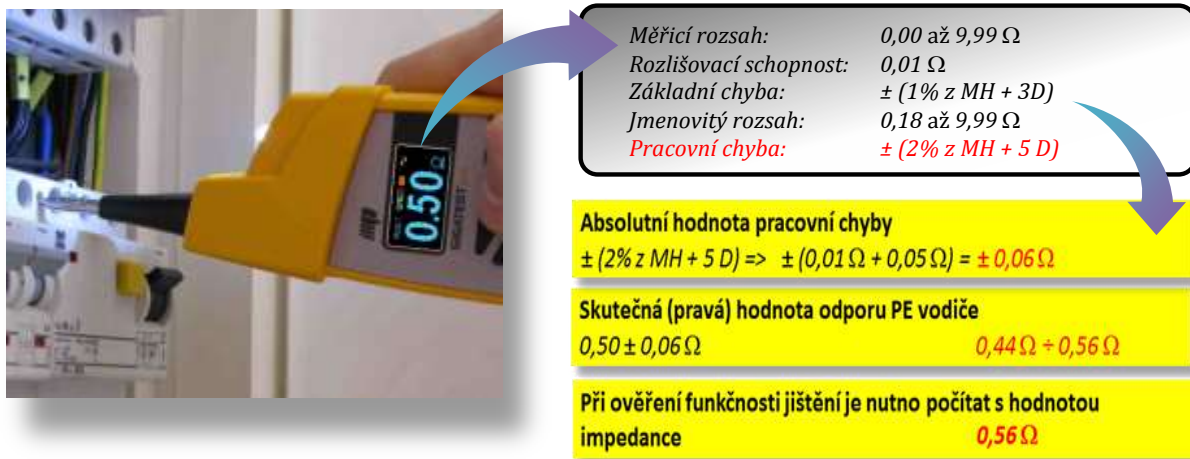 0.50 Ω
GIGATEST
Měřicí rozsah: 0,00 až 9,99 Ω
Rozlišovací schopnost: 0,01 Ω
Základní chyba: ± (1% z MH + 3D)
Jmenovitý rozsah: 0,18 až 9,99 Ω
Pracovní chyba: ± (2% z MH + 5 D)
Absolutní hodnota pracovní chyby
± (2% z MH + 5 D) => ± (0,01 Ω + 0,05 Ω) = ± 0,06 Ω
Skutečná (pravá) hodnota odporu PE vodiče
0,50 ± 0,06 Ω 0,44 Ω ÷ 0,56 Ω
Při ověření funkčnosti jištění je nutno počítat s hodnotou
impedance 0,56 Ω